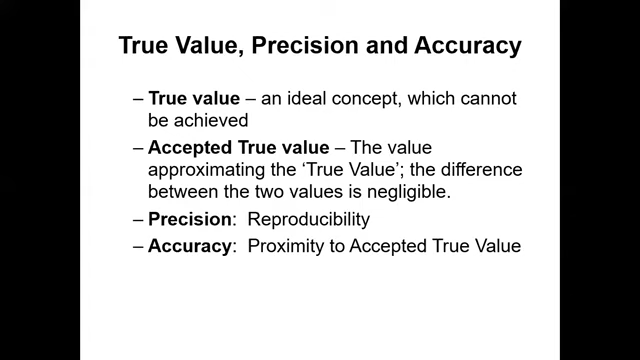 True Value, Precision and Accuracy
– True value – an ideal concept, which cannot
be achieved
– Accepted True value – The value
approximating the ‘True Value’; the difference
between the two values is negligible.
– Precision: Reproducibility
– Accuracy: Proximity to Accepted True Value